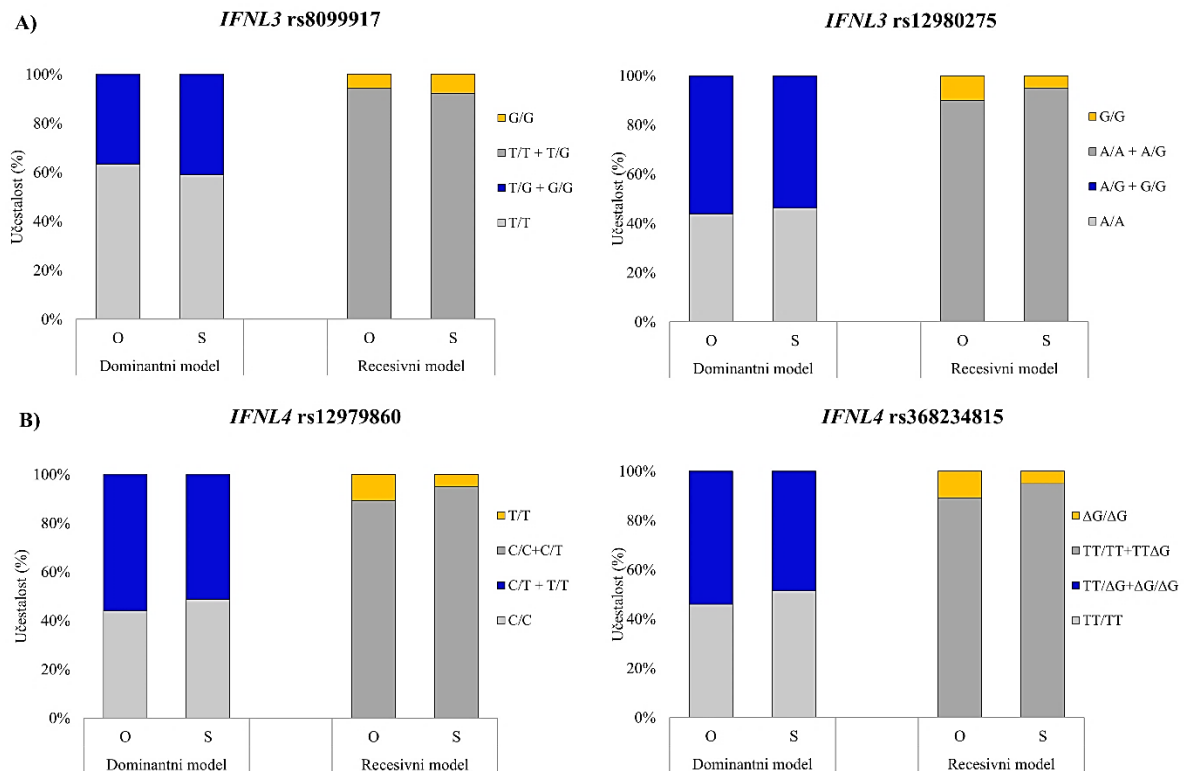 A)
IFNL3 rs8099917
100%
80%
60%
40%
20%
0%
Učestalost (%)
O S O S
Dominantni model Recesivni model
G/G
T/T + T/G
T/G + G/G
T/T
IFNL3 rs12980275
100%
80%
60%
40%
20%
0%
Učestalost (%)
O S O S
Dominantni model Recesivni model
G/G
A/A + A/G
A/G + G/G
A/A
B)
IFNL4 rs12979860
100%
80%
60%
40%
20%
0%
Učestalost (%)
O S O S
Dominantni model Recesivni model
T/T
C/C+C/T
C/T + T/T
C/C
IFNL4 rs368234815
100%
80%
60%
40%
20%
0%
Učestalost (%)
O S O S
Dominantni model Recesivni model
ΔG/ΔG
TT/TT+TTΔG
TT/ΔG+ΔG/ΔG
TT/TT